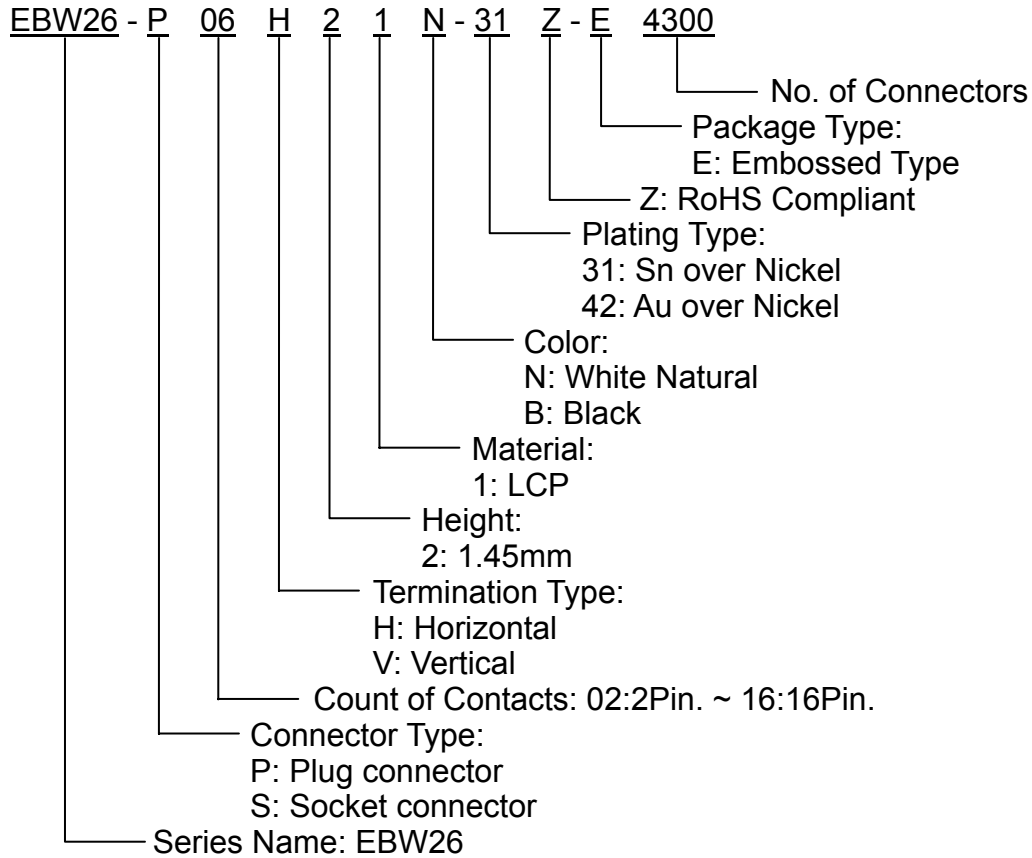 EBW26 - P 06 H 2 1 N - 31 Z - E 4300
No. of Connectors
Package Type:
E: Embossed Type
Z: RoHS Compliant
Plating Type:
31: Sn over Nickel
42: Au over Nickel
Color:
N: White Natural
B: Black
Material:
1: LCP
Height:
2: 1.45mm
Termination Type:
H: Horizontal
V: Vertical
Count of Contacts: 02:2Pin. ~ 16:16Pin.
Connector Type:
P: Plug connector
S: Socket connector
Series Name: EBW26